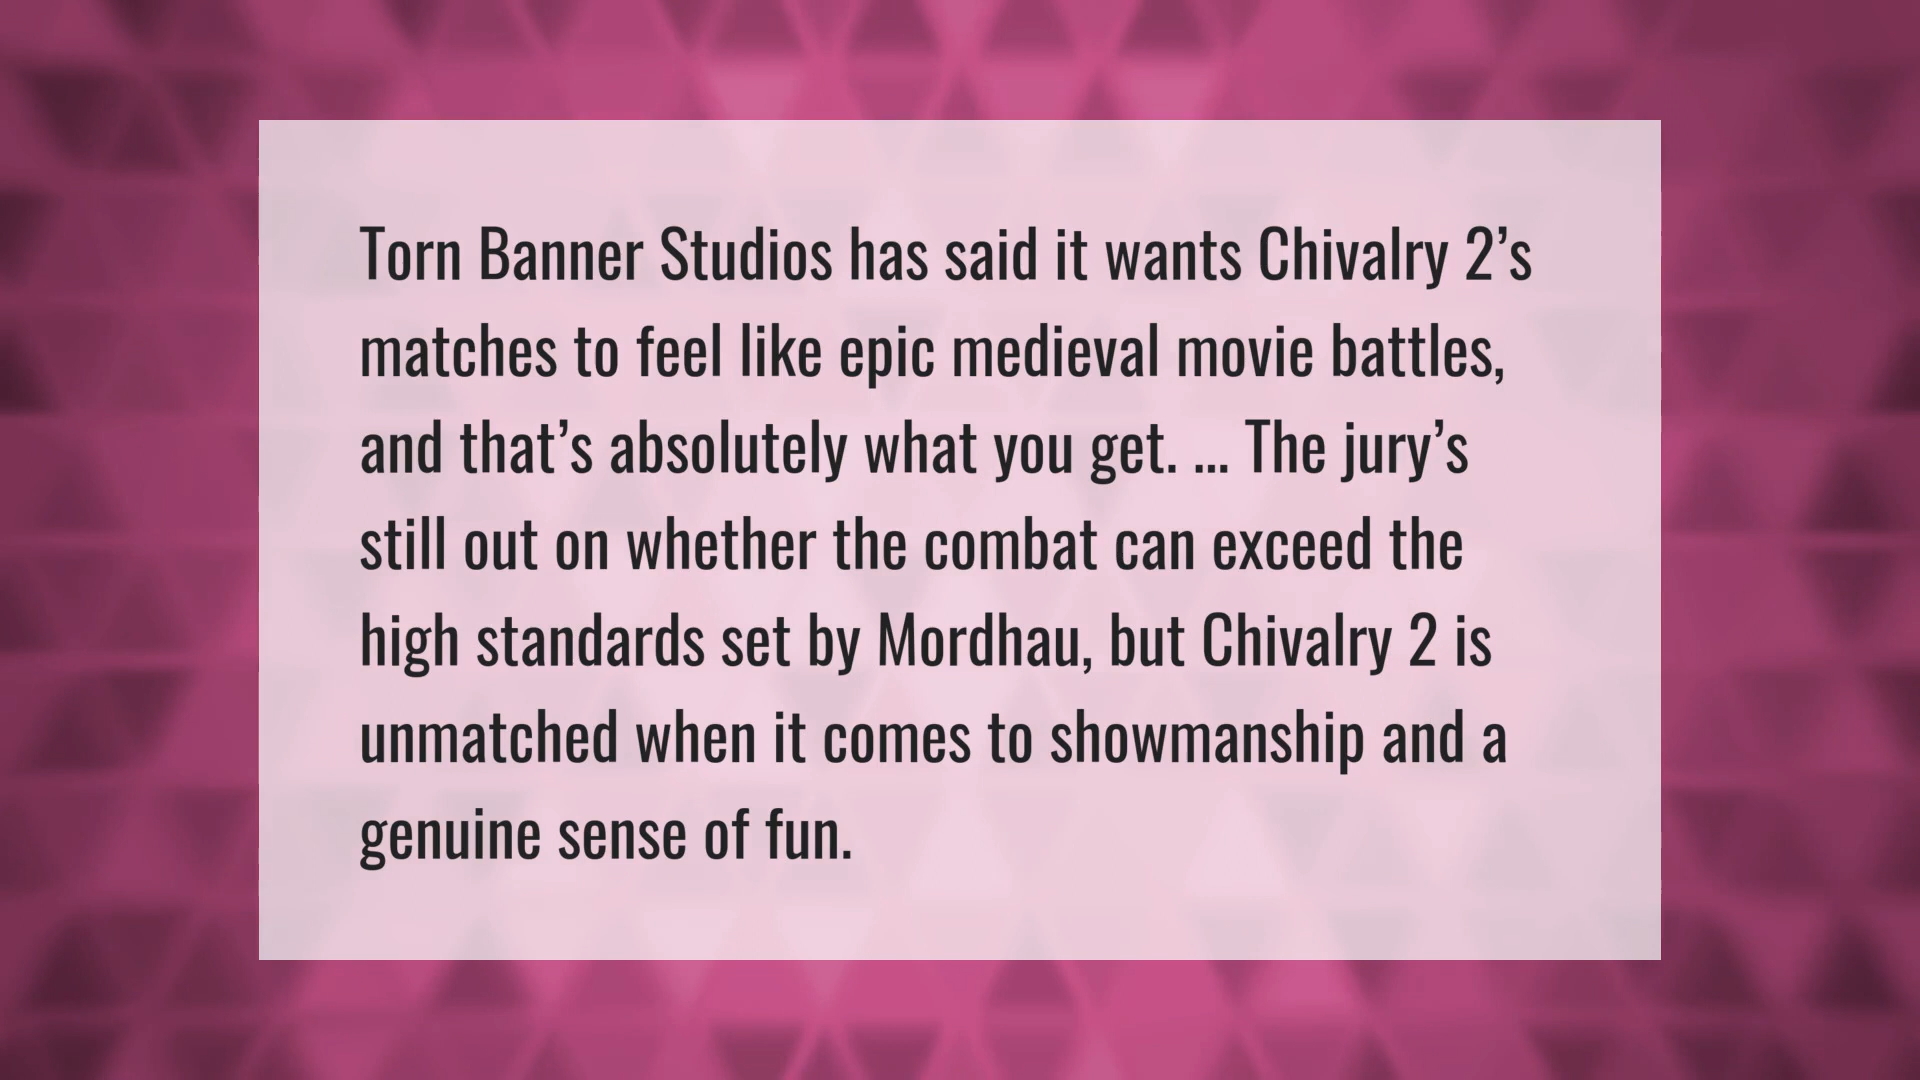 Torn Banner Studios has said it wants Chivalry 2’s
matches to feel like epic medieval movie battles,
and that’s absolutely what you get. ... The jury’s
still out on whether the combat can exceed the
high standards set by Mordhau, but Chivalry 2 is
unmatched when it comes to showmanship and a
genuine sense of fun.